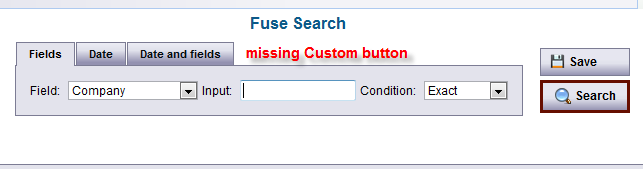 Fuse Search
Fields Date Date and fields missing Custom button
Save
Field: Company Input: Condition: Exact
Search